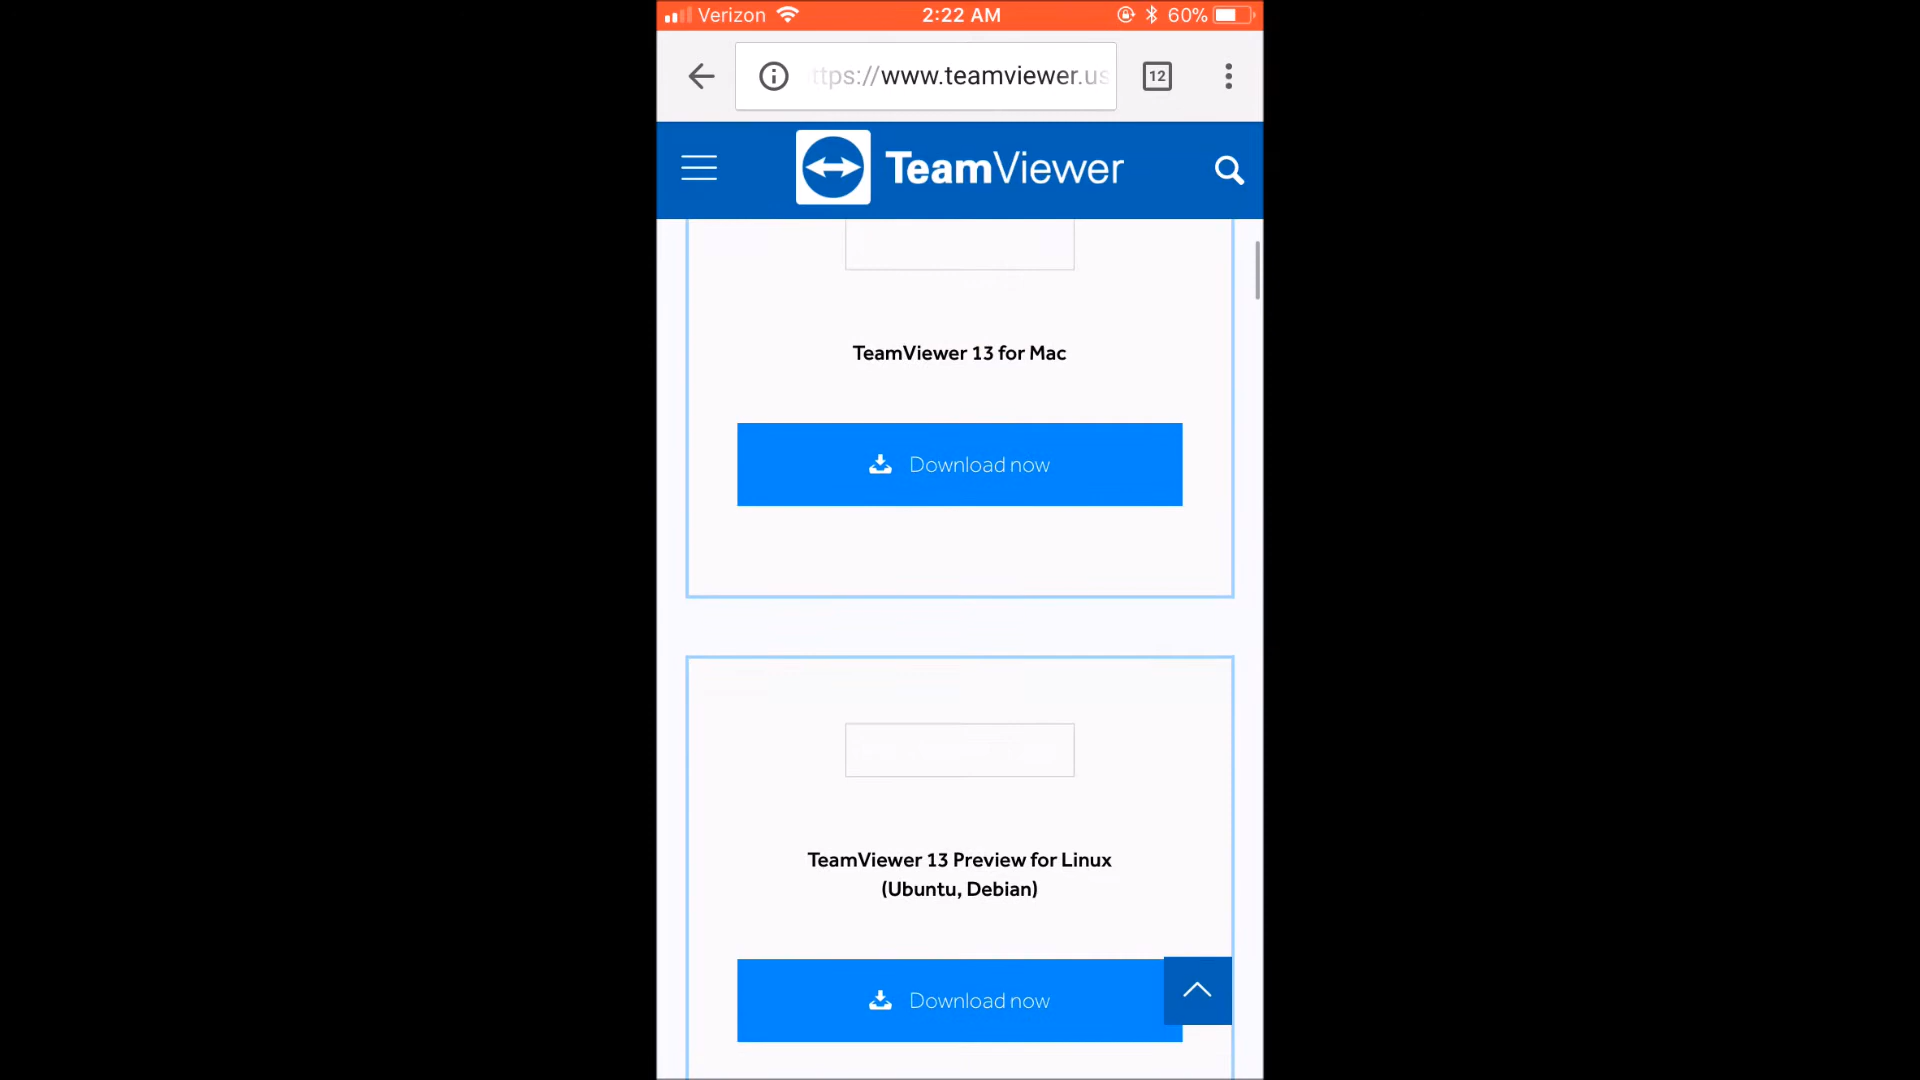 Verizon 2:22 AM 60%
ttps://www.teamviewer.us 12
TeamViewer
TeamViewer 13 for Mac
Download now
TeamViewer 13 Preview for Linux
(Ubuntu, Debian)
Download now